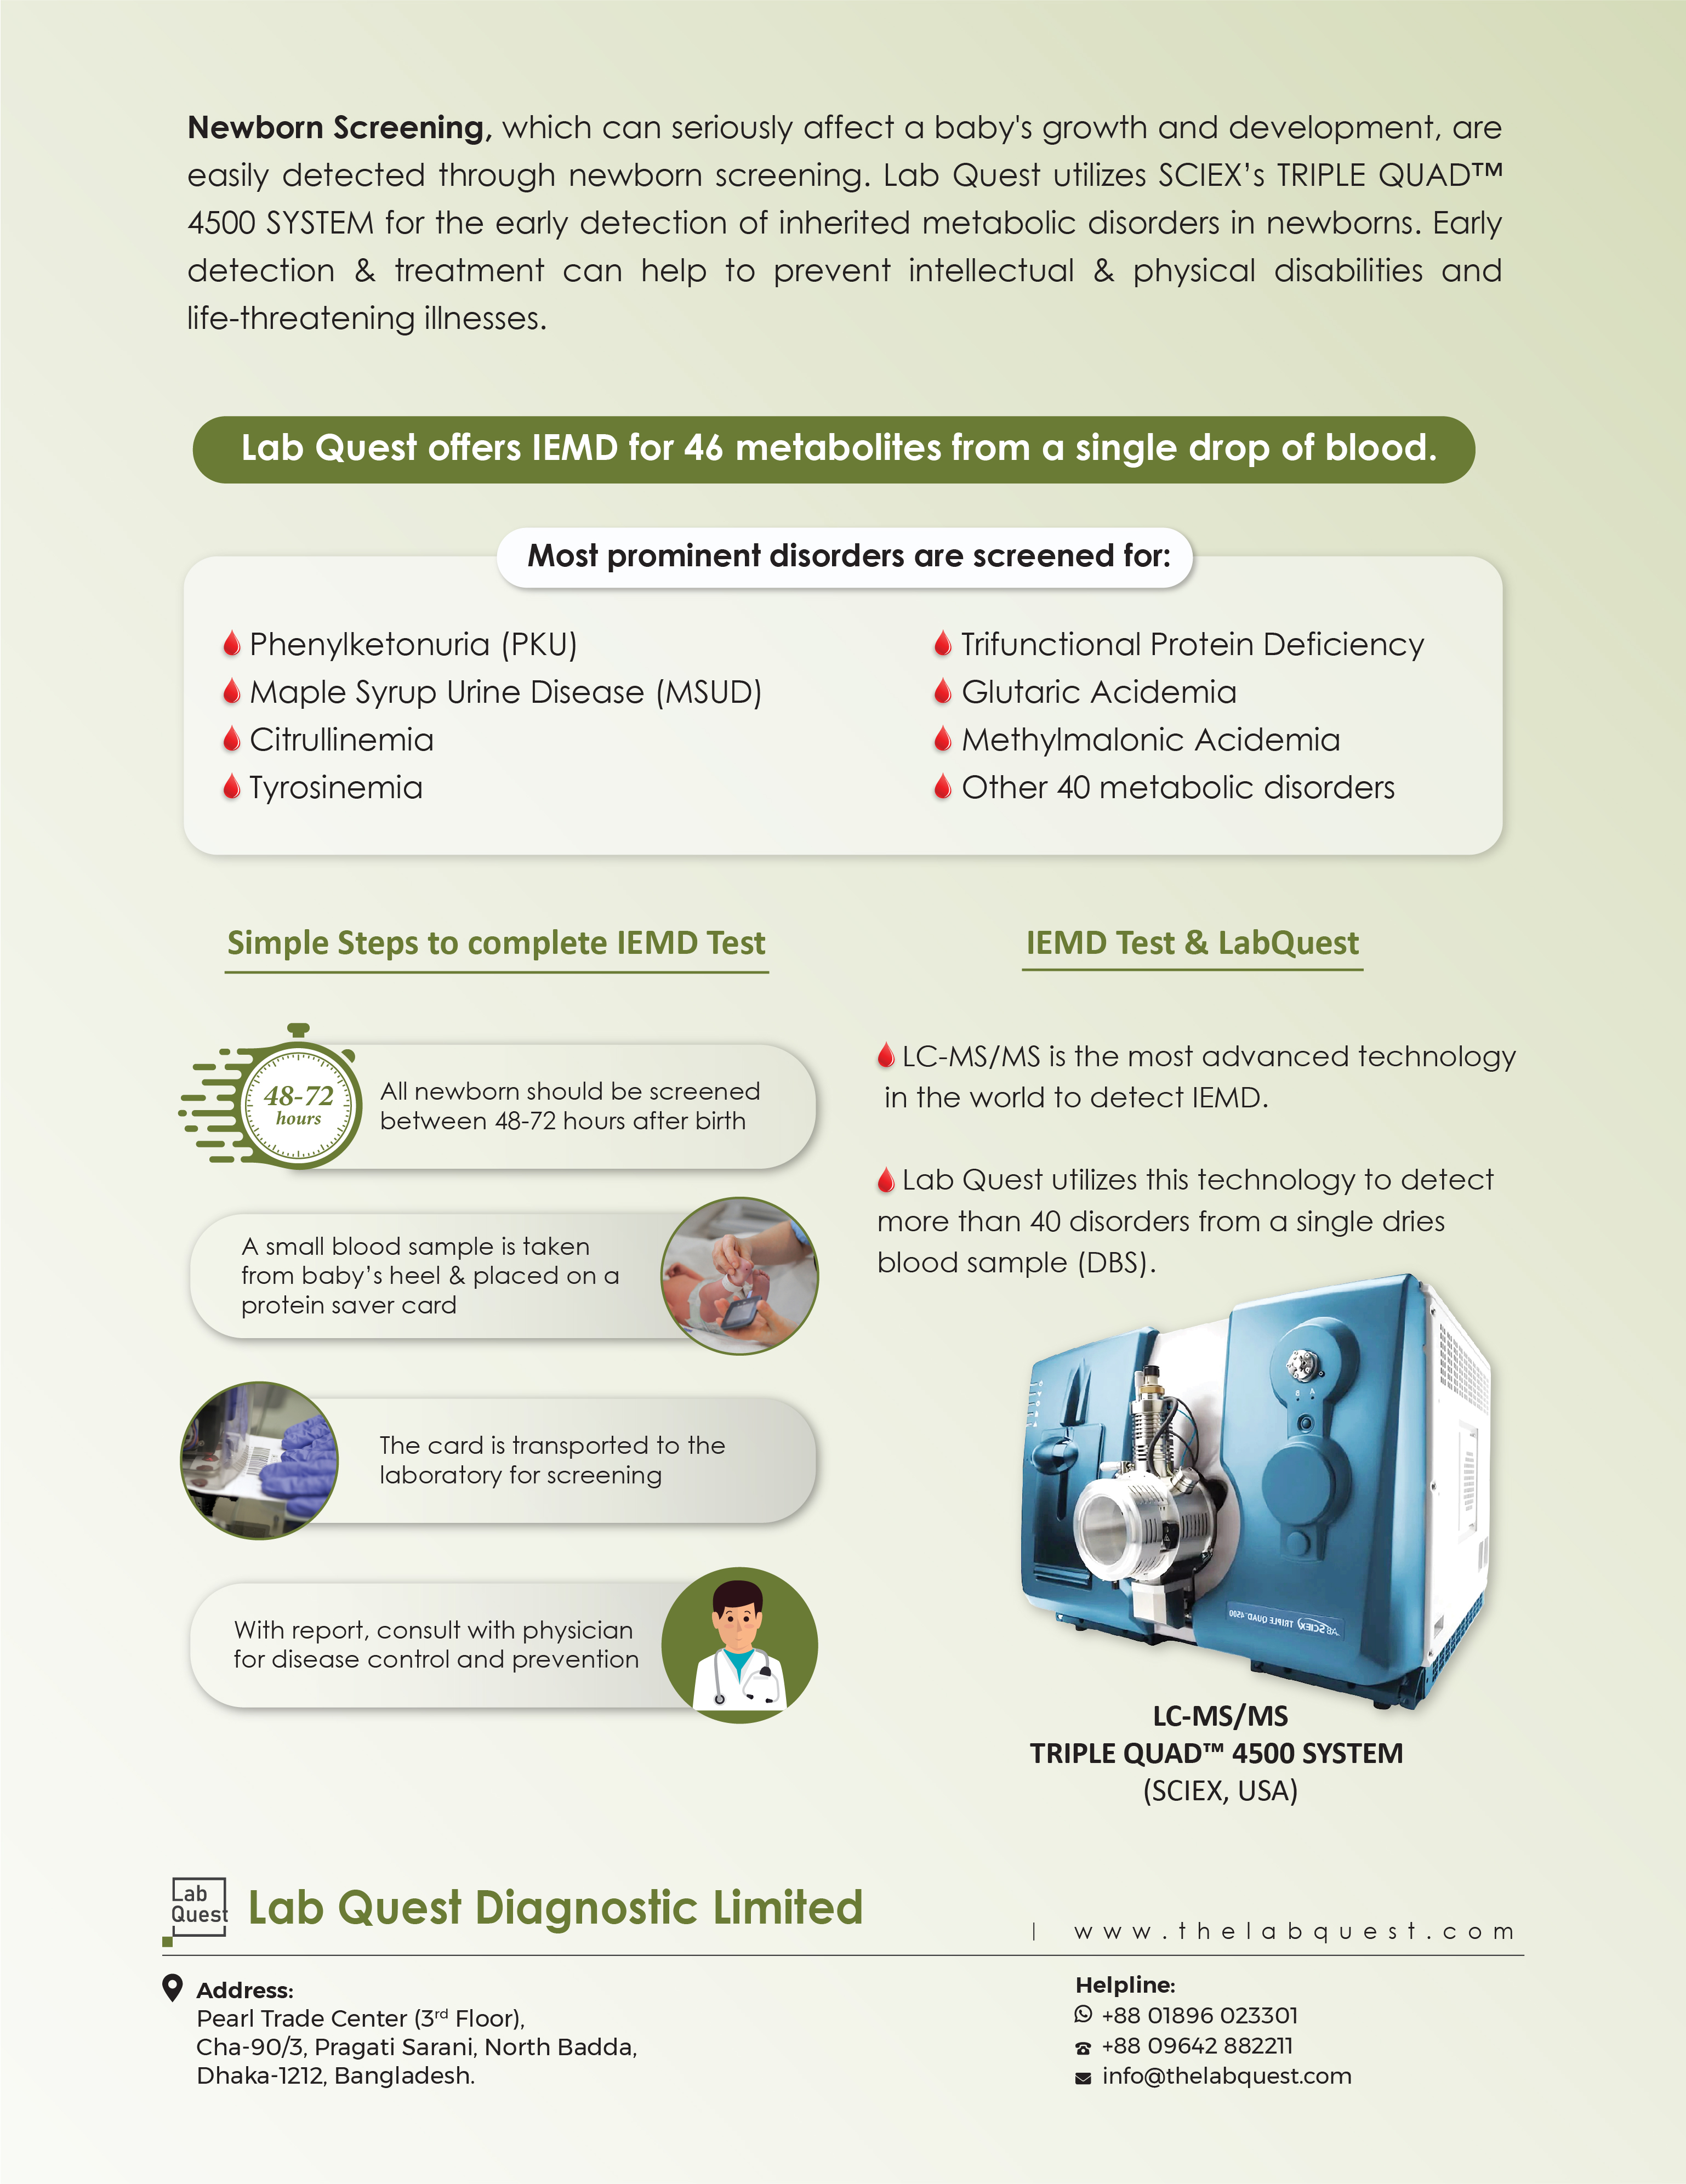 Newborn Screening, which can seriously affect a baby's growth and development, are
easily detected through newborn screening. Lab Quest utilizes SCIEX’s TRIPLE QUAD™
4500 SYSTEM for the early detection of inherited metabolic disorders in newborns. Early
detection & treatment can help to prevent intellectual & physical disabilities and
life-threatening illnesses.
Lab Quest offers IEMD for 46 metabolites from a single drop of blood.
Most prominent disorders are screened for:
Phenylketonuria (PKU)
Maple Syrup Urine Disease (MSUD)
Citrullinemia
Tyrosinemia
Trifunctional Protein Deficiency
Glutaric Acidemia
Methylmalonic Acidemia
Other 40 metabolic disorders
Simple Steps to complete IEMD Test
48-72
hours
All newborn should be screened
between 48-72 hours after birth
A small blood sample is taken
from baby’s heel & placed on a
protein saver card
The card is transported to the
laboratory for screening
With report, consult with physician
for disease control and prevention
IEMD Test & LabQuest
LC-MS/MS is the most advanced technology
in the world to detect IEMD.
Lab Quest utilizes this technology to detect
more than 40 disorders from a single dries
blood sample (DBS).
AB SCIEX TRIPLE QUAD™ 4500
LC-MS/MS
TRIPLE QUAD™ 4500 SYSTEM
(SCIEX, USA)
Lab
Quest
Lab Quest Diagnostic Limited
| www.thelabquest.com
Address:
Pearl Trade Center (3rd Floor),
Cha-90/3, Pragati Sarani, North Badda,
Dhaka-1212, Bangladesh.
Helpline:
+88 01896 023301
+88 09642 882211
info@thelabquest.com